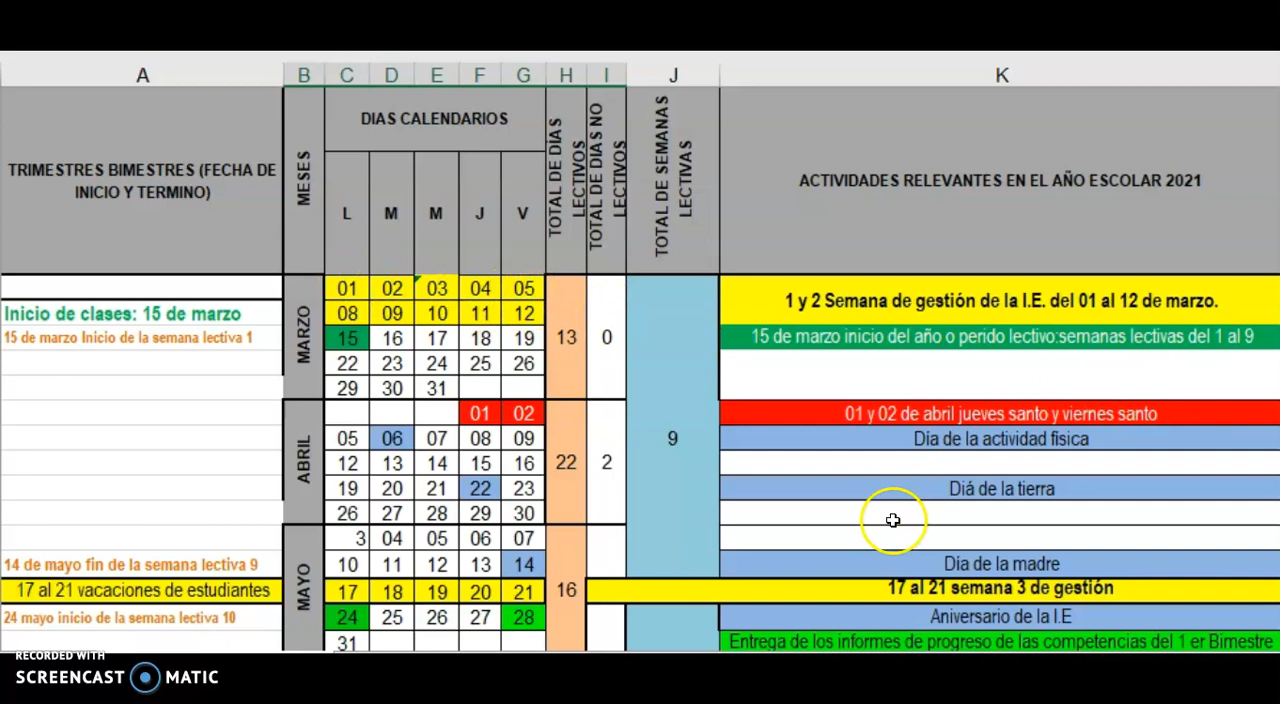 A B C D E F G H I J K
TRIMESTRES BIMESTRES (FECHA DE
INICIO Y TERMINO)
MESES
DIAS CALENDARIOS
L M M J V
TOTAL DE DÍAS
LECTIVOS
TOTAL DE DIAS NO
LECTIVOS
TOTAL DE SEMANAS
LECTIVAS
ACTIVIDADES RELEVANTES EN EL AÑO ESCOLAR 2021
MARZO
01 02 03 04 05
1 y 2 Semana de gestión de la I.E. del 01 al 12 de marzo.
Inicio de clases: 15 de marzo
08 09 10 11 12
15 de marzo Inicio de la semana lectiva 1
15 16 17 18 19
13 0
15 de marzo inicio del año o perido lectivo:semanas lectivas del 1 al 9
22 23 24 25 26
29 30 31
ABRIL
01 02
01 y 02 de abril jueves santo y viernes santo
05 06 07 08 09
9
Día de la actividad física
12 13 14 15 16
22 2
19 20 21 22 23
Diá de la tierra
26 27 28 29 30
MAYO
3 04 05 06 07
14 de mayo fin de la semana lectiva 9
10 11 12 13 14
Día de la madre
17 al 21 vacaciones de estudiantes
17 18 19 20 21
16
17 al 21 semana 3 de gestión
24 mayo inicio de la semana lectiva 10
24 25 26 27 28
Aniversario de la I.E
31
Entrega de los informes de progreso de las competencias del 1 er Bimestre
RECORDED WITH
SCREENCAST MATIC